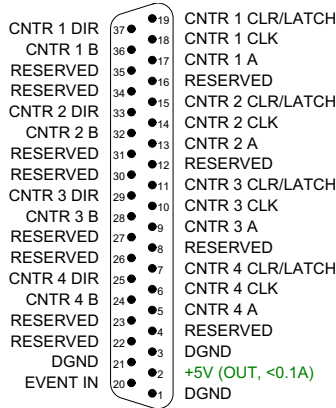 19 CNTR 1 CLR/LATCH
CNTR 1 DIR 37
18 CNTR 1 CLK
CNTR 1 B 36
17 CNTR 1 A
RESERVED 35
16 RESERVED
RESERVED 34
15 CNTR 2 CLR/LATCH
CNTR 2 DIR 33
14 CNTR 2 CLK
CNTR 2 B 32
13 CNTR 2 A
RESERVED 31
12 RESERVED
RESERVED 30
11 CNTR 3 CLR/LATCH
CNTR 3 DIR 29
10 CNTR 3 CLK
CNTR 3 B 28
9 CNTR 3 A
RESERVED 27
8 RESERVED
RESERVED 26
7 CNTR 4 CLR/LATCH
CNTR 4 DIR 25
6 CNTR 4 CLK
CNTR 4 B 24
5 CNTR 4 A
RESERVED 23
4 RESERVED
RESERVED 22
3 DGND
DGND 21
2 +5V (OUT, <0.1A)
EVENT IN 20
1 DGND